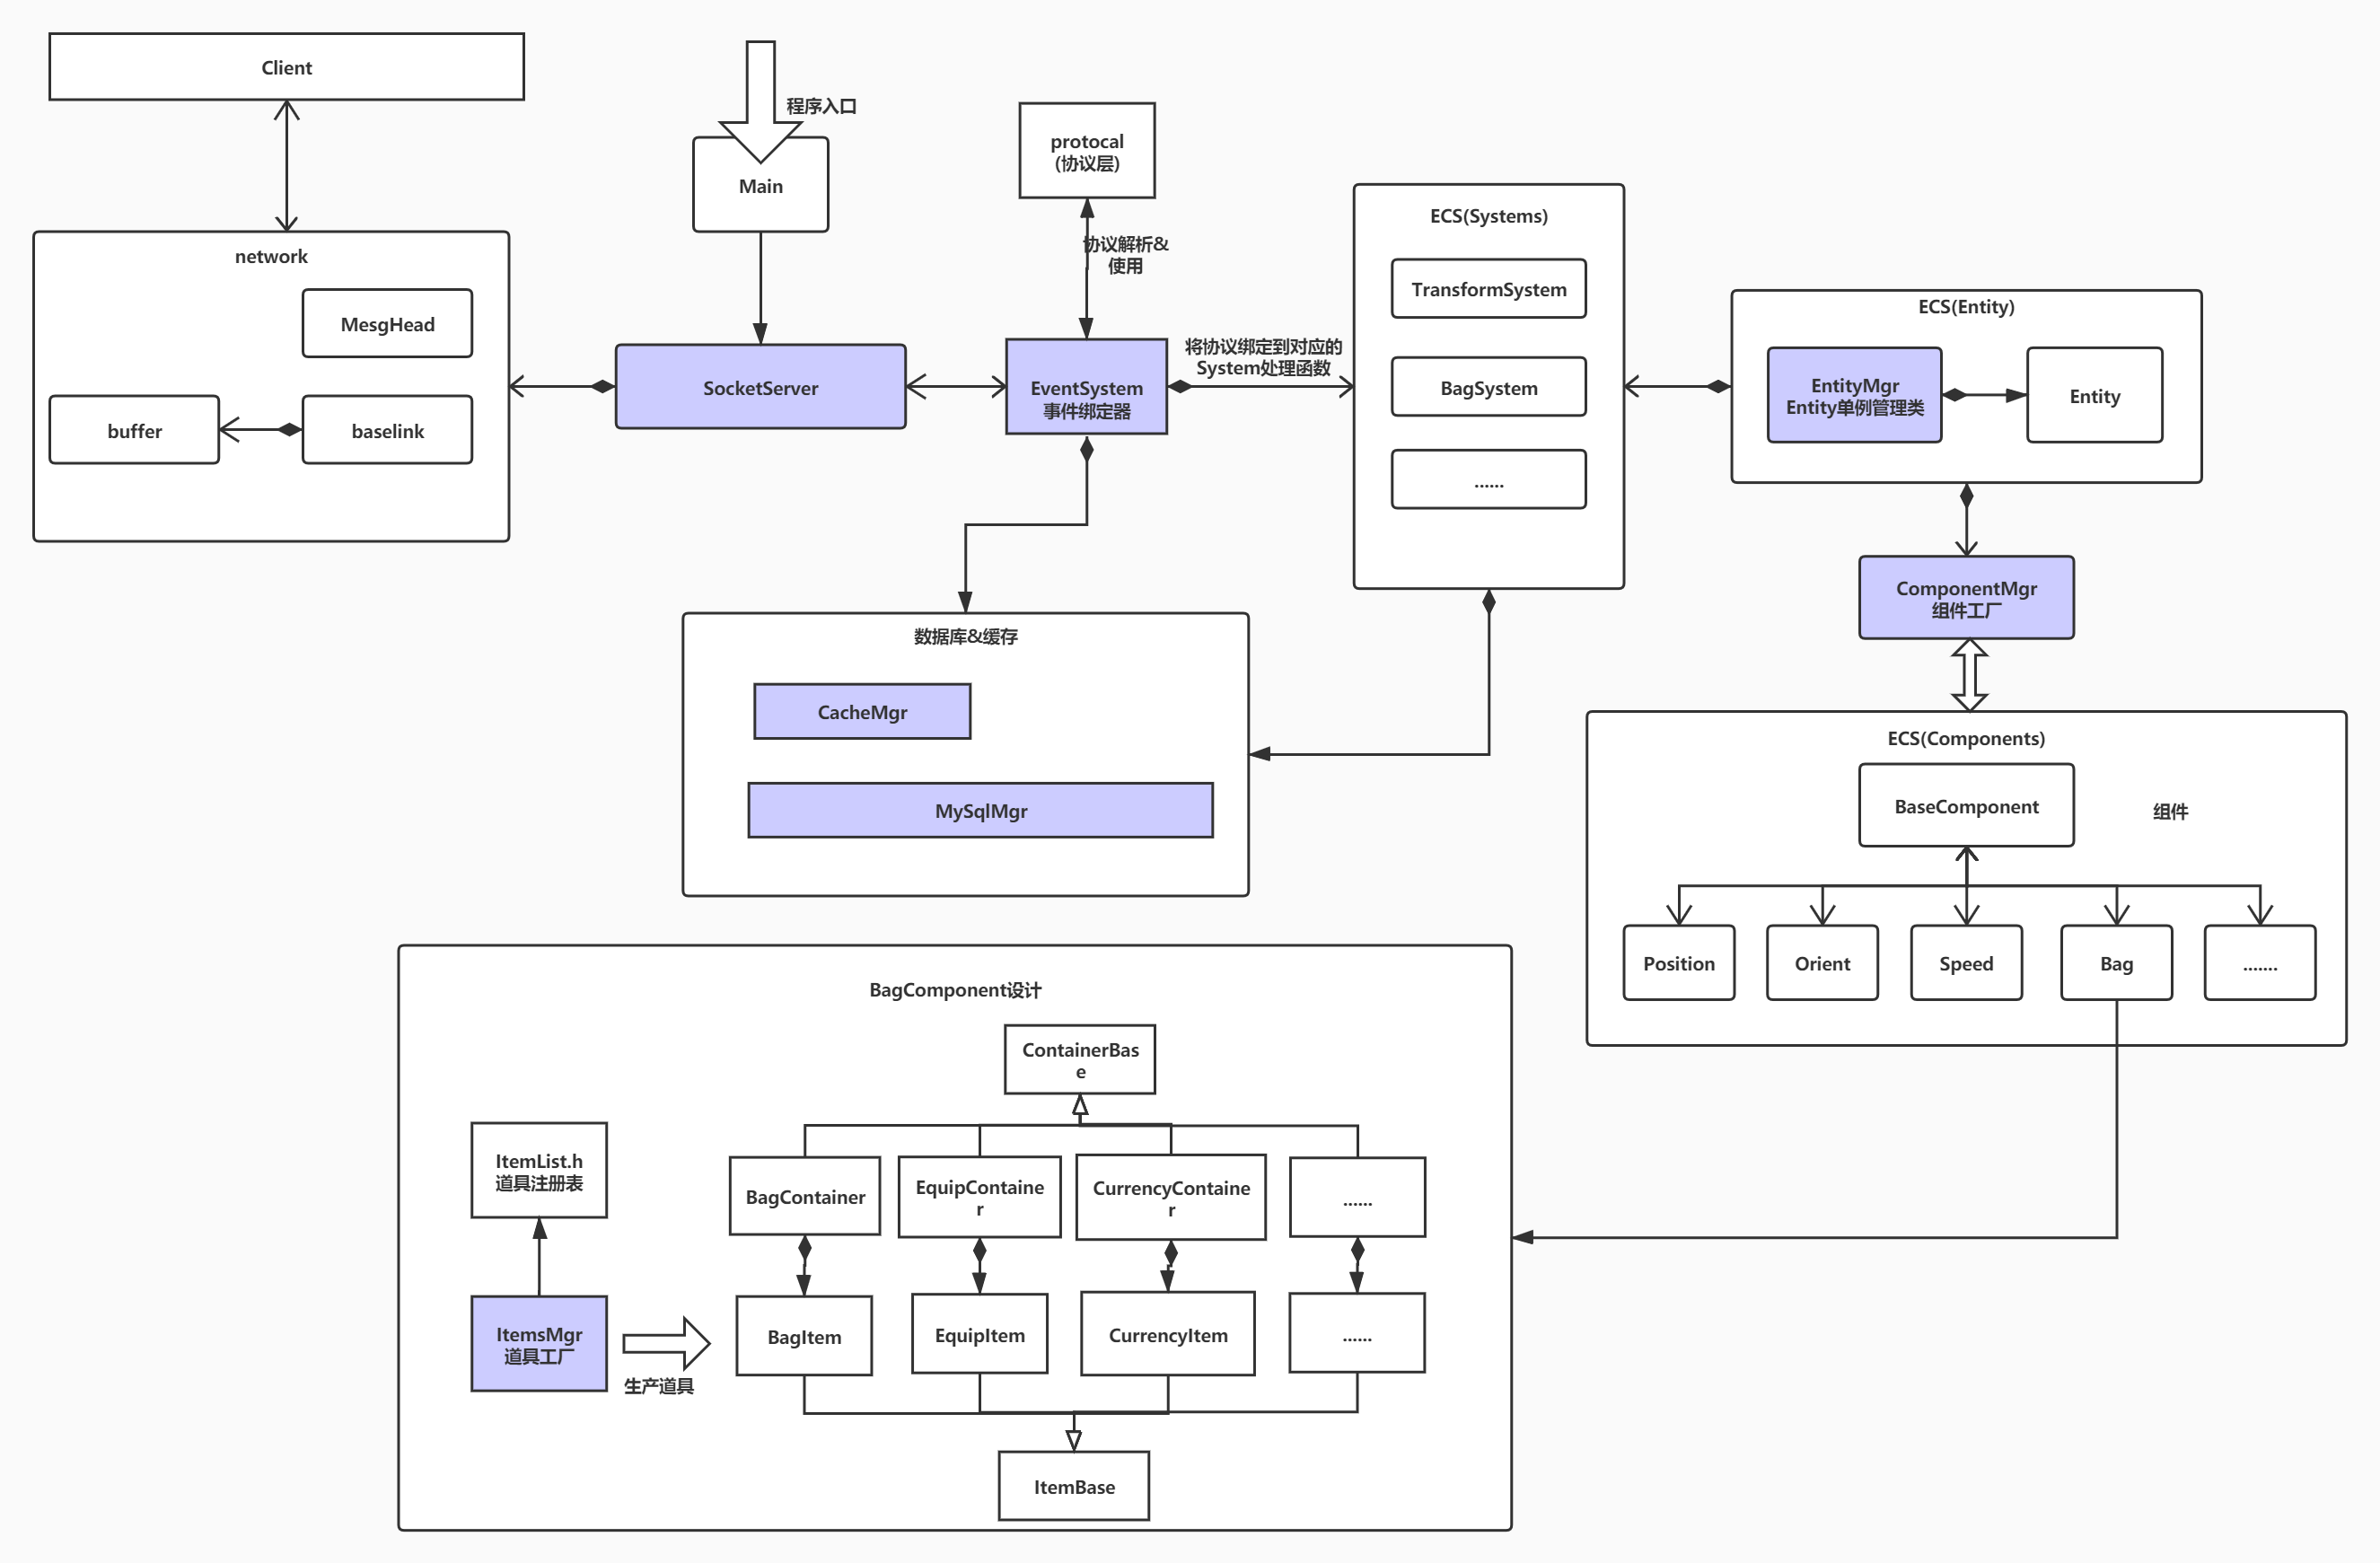 Client
程序入口
Main
protocal
(协议层)
协议解析&
使用
network
MesgHead
buffer
baselink
SocketServer
EventSystem
事件绑定器
将协议绑定到对应的
System处理函数
ECS(Systems)
TransformSystem
BagSystem
......
ECS(Entity)
EntityMgr
Entity单例管理类
Entity
ComponentMgr
组件工厂
数据库&缓存
CacheMgr
MySqlMgr
ECS(Components)
BaseComponent
组件
Position
Orient
Speed
Bag
.......
BagComponent设计
ContainerBas
e
ItemList.h
道具注册表
BagContainer
EquipContaine
r
CurrencyContaine
r
......
ItemsMgr
道具工厂
生产道具
BagItem
EquipItem
CurrencyItem
......
ItemBase